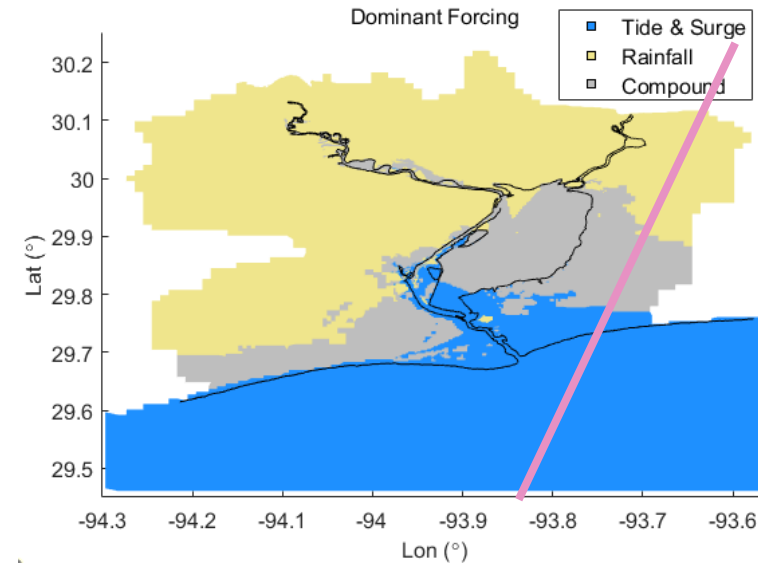 Dominant Forcing
Tide & Surge
Rainfall
Compound
30.2
30.1
30
29.9
29.8
29.7
29.6
29.5
Lat (°)
-94.3 -94.2 -94.1 -94 -93.9 -93.8 -93.7 -93.6
Lon (°)